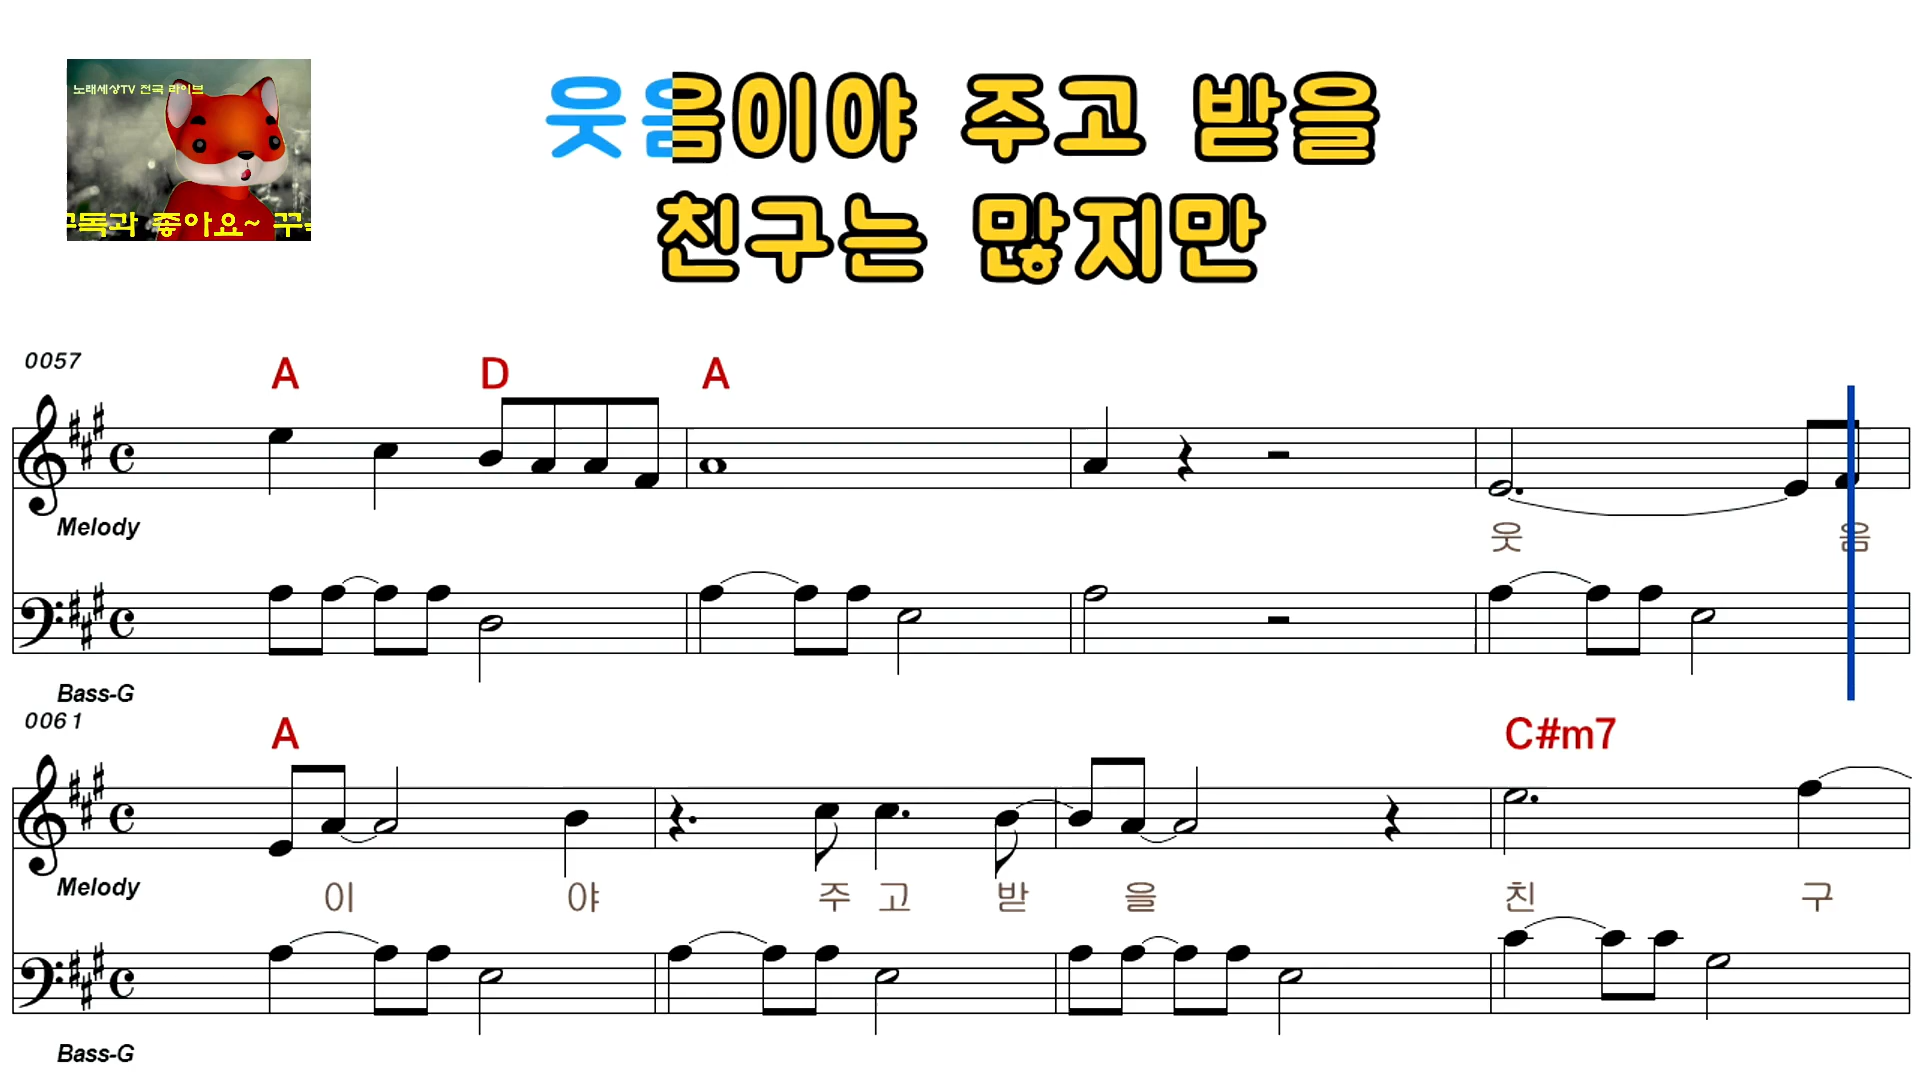 노래세상TV 전국 라이브
구독과 좋아요~ 구독
웃음이야 주고 받을
친구는 많지만
0057
A D A
Melody
웃 음
Bass-G
0061
A C#m7
Melody
이 야 주 고 받 을 친 구
Bass-G